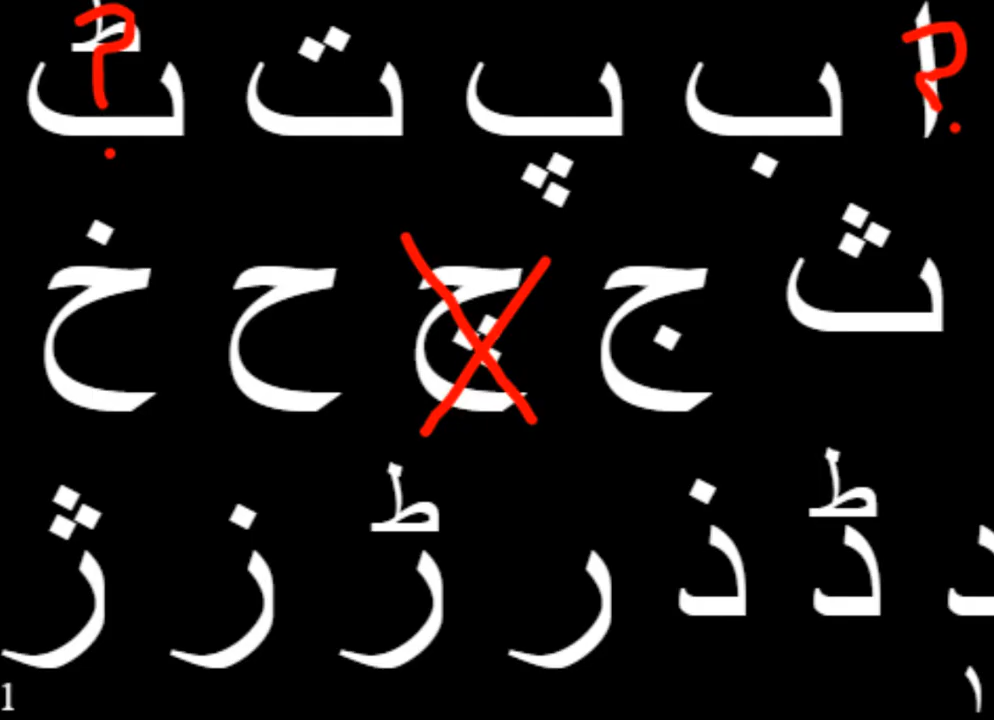 ا ب پ ت ٹ
ث ج چ ح خ
د ڈ ذ ر ڑ ز ژ
1 ۱